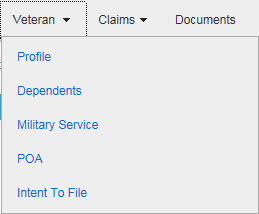 Veteran Claims Documents
Profile
Dependents
Military Service
POA
Intent To File